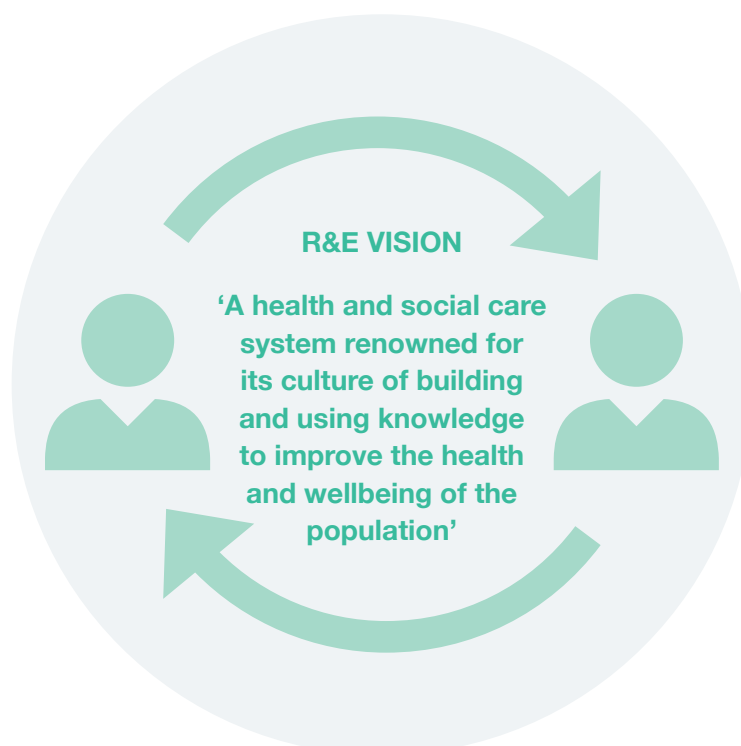 R&E VISION
‘A health and social care
system renowned for
its culture of building
and using knowledge
to improve the health
and wellbeing of the
population’